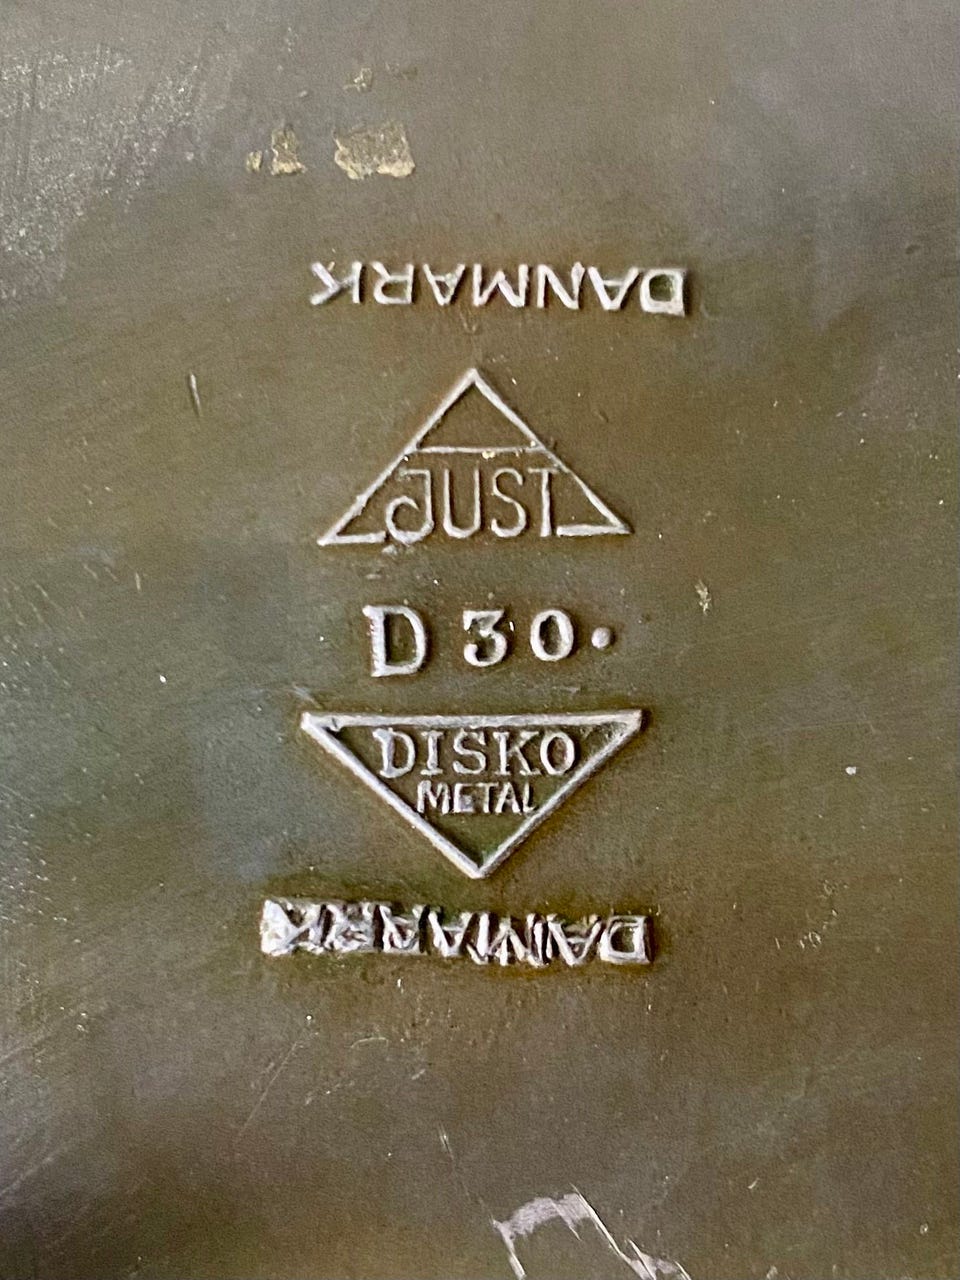 DANMARK
JUST
D 30.
DISKO
METAL
DANMARK